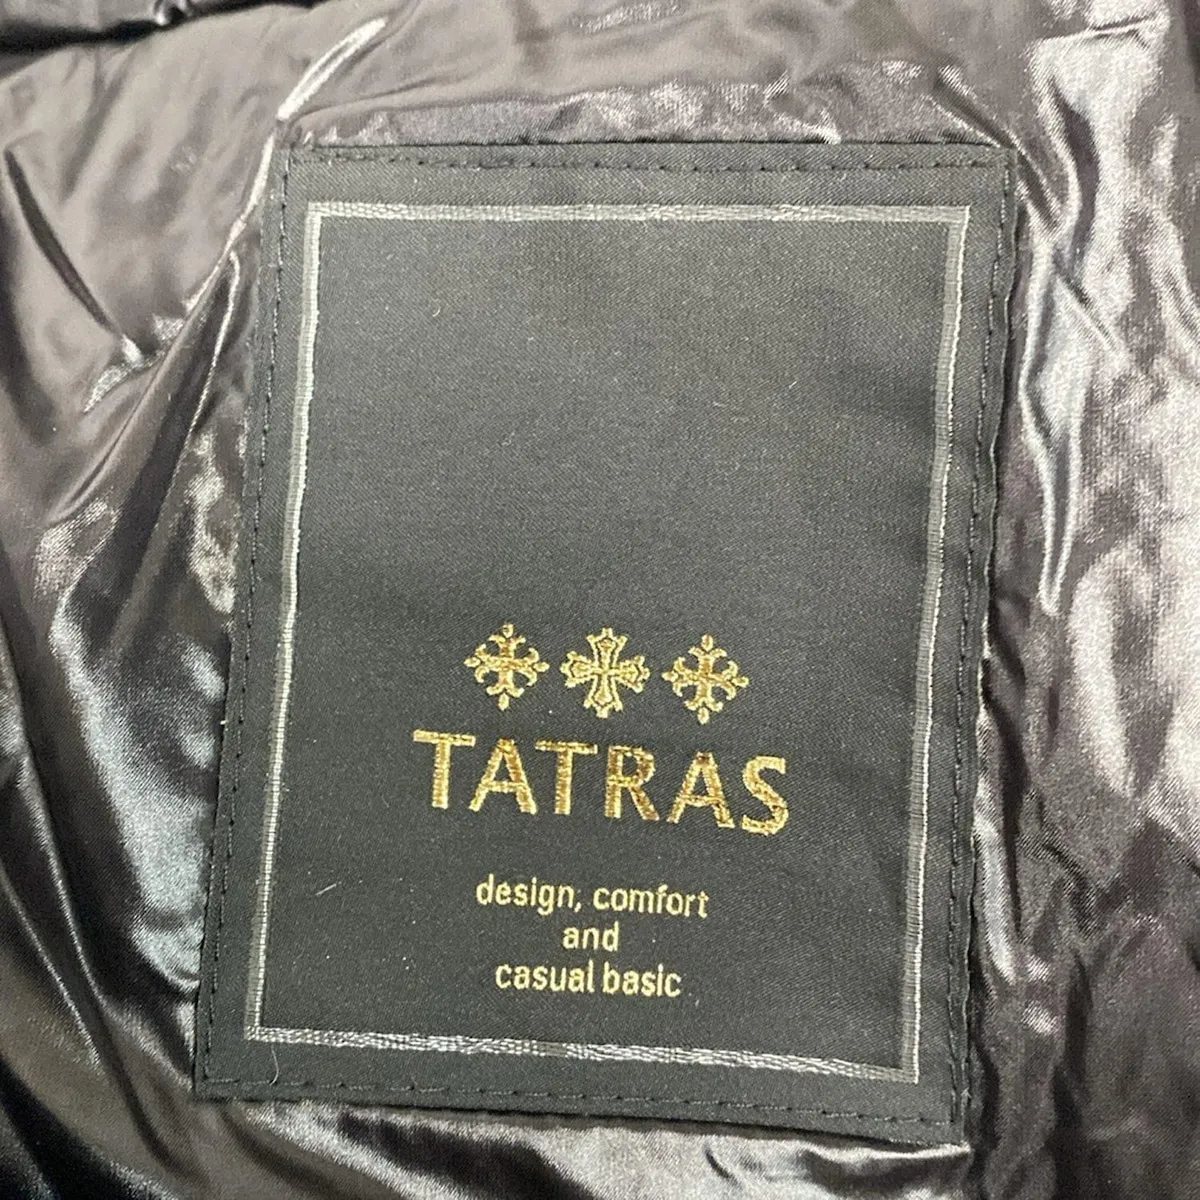 TATRAS
design, comfort
and
casual basic